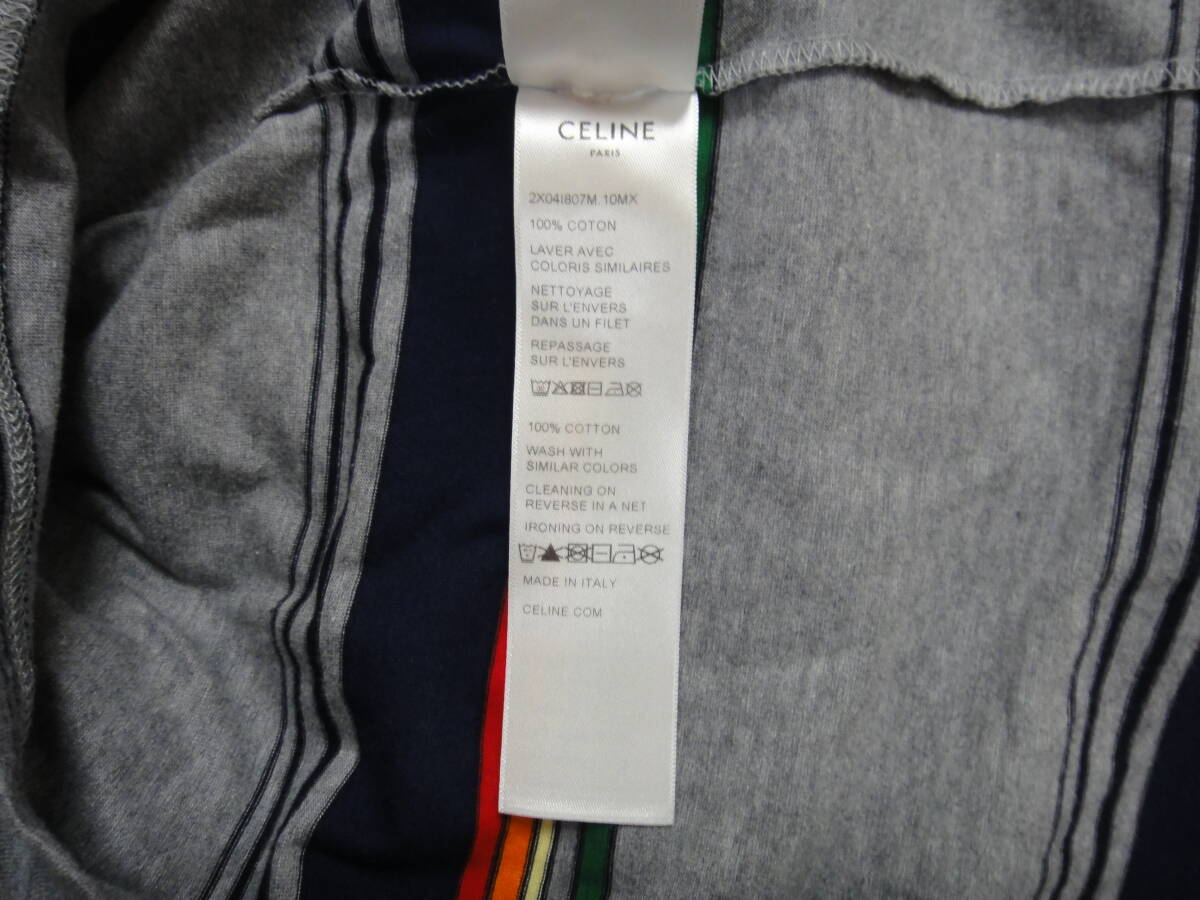 CELINE
PARIS
2X04I807M.10MX
100% COTON
LAVER AVEC
COLORIS SIMILAIRES
NETTOYAGE
SUR L'ENVERS
DANS UN FILET
REPASSAGE
SUR L'ENVERS
100% COTTON
WASH WITH
SIMILAR COLORS
CLEANING ON
REVERSE IN A NET
IRONING ON REVERSE
MADE IN ITALY
CELINE.COM